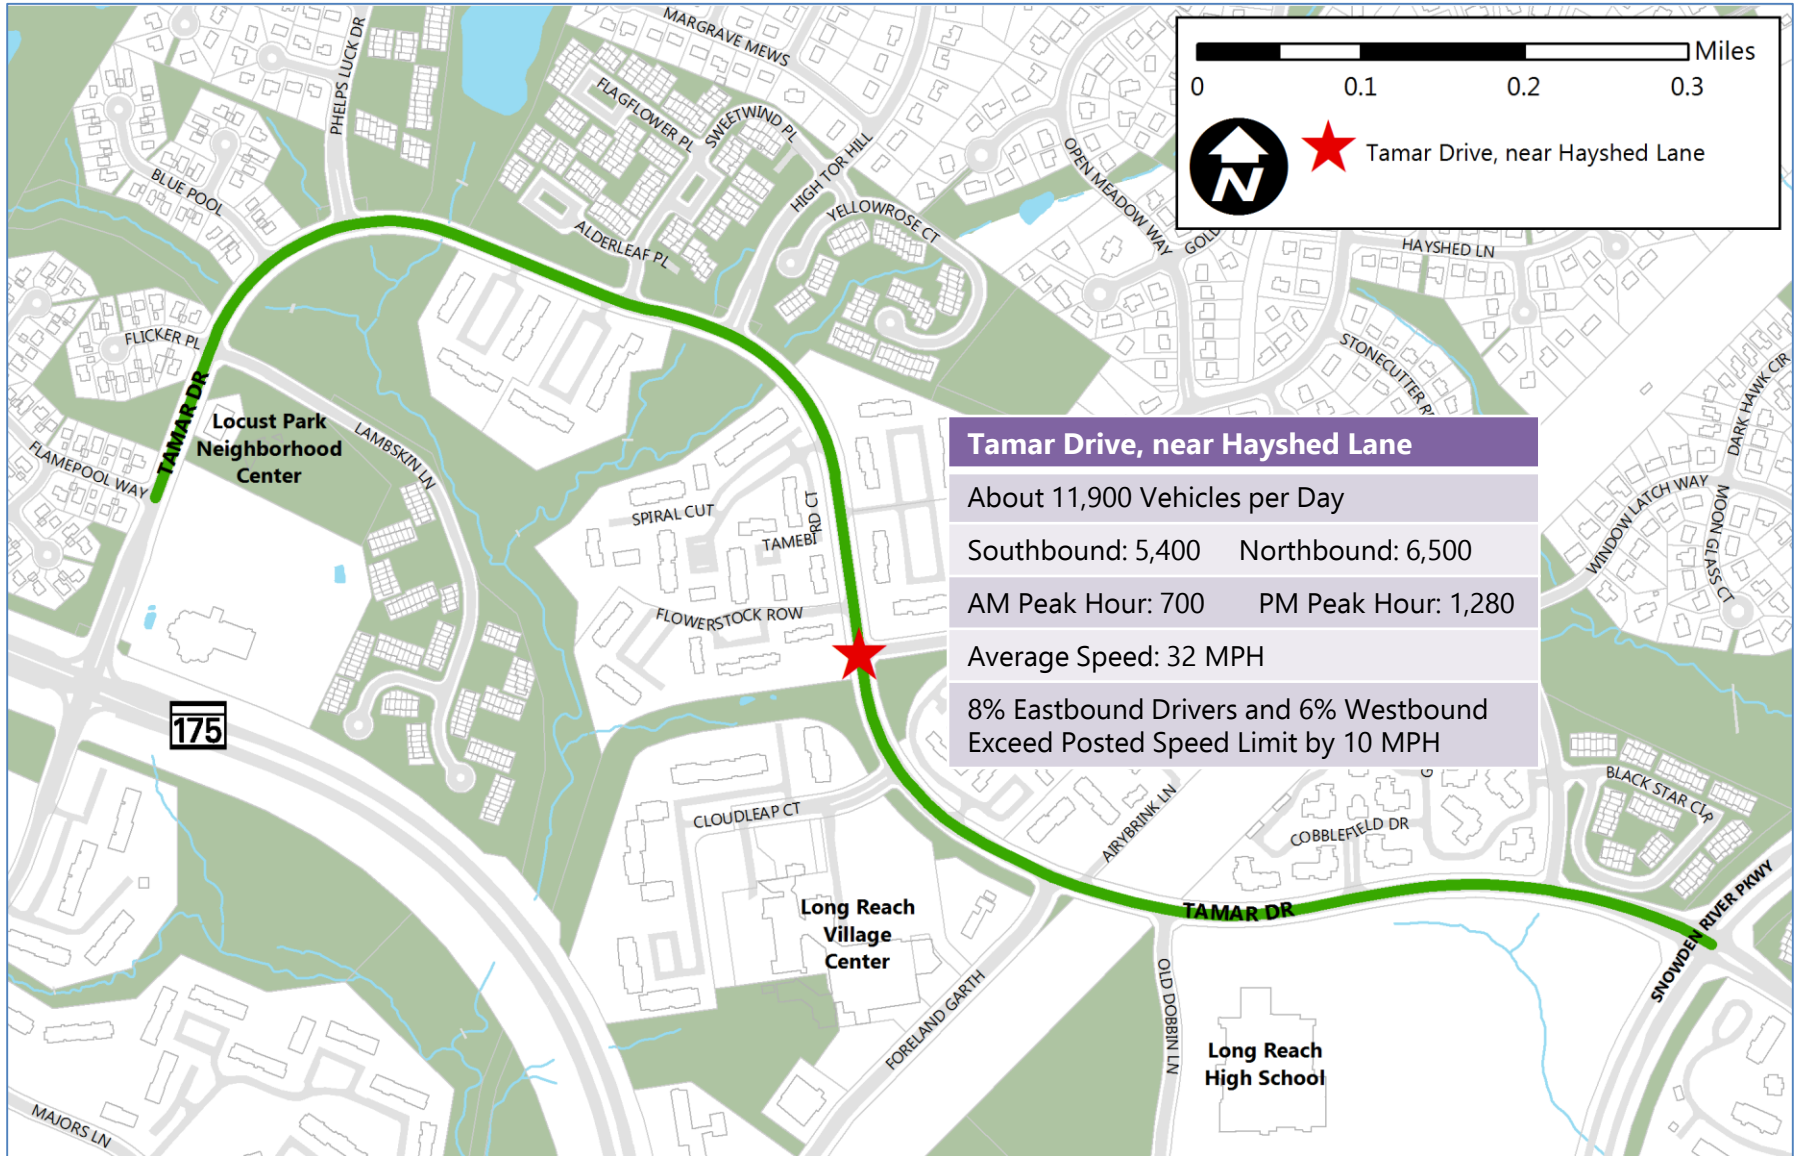 MARGRAVE MEWS
PHELPS LUCK DR
Miles
0 0.1 0.2 0.3
N
Tamar Drive, near Hayshed Lane
FLAGFLOWER PL
SWEETWIND PL
HIGH TOR HILL
OPEN MEADOW WAY
BLUE POOL
YELLOWROSE CT
ALDERLEAF PL
GOLD
HAYSHED LN
FLICKER PL
STONECUTTER R
DARK HAWK CIR
TAMAR DR
Locust Park
Neighborhood
Center
LAMBSKIN LN
FLAMEPOOL WAY
Tamar Drive, near Hayshed Lane
About 11,900 Vehicles per Day
Southbound: 5,400 Northbound: 6,500
AM Peak Hour: 700 PM Peak Hour: 1,280
Average Speed: 32 MPH
8% Eastbound Drivers and 6% Westbound
Exceed Posted Speed Limit by 10 MPH
WINDOW LATCH WAY
MOON GLASS CT
SPIRAL CUT
TAMEBIRD CT
FLOWERSTOCK ROW
175
CLOUDLEAP CT
AIRYBRINK LN
G
COBBLEFIELD DR
BLACK STAR CIR
TAMAR DR
SNOWDEN RIVER PKWY
Long Reach
Village
Center
FORELAND GARTH
OLD DOBBIN LN
Long Reach
High School
MAJORS LN